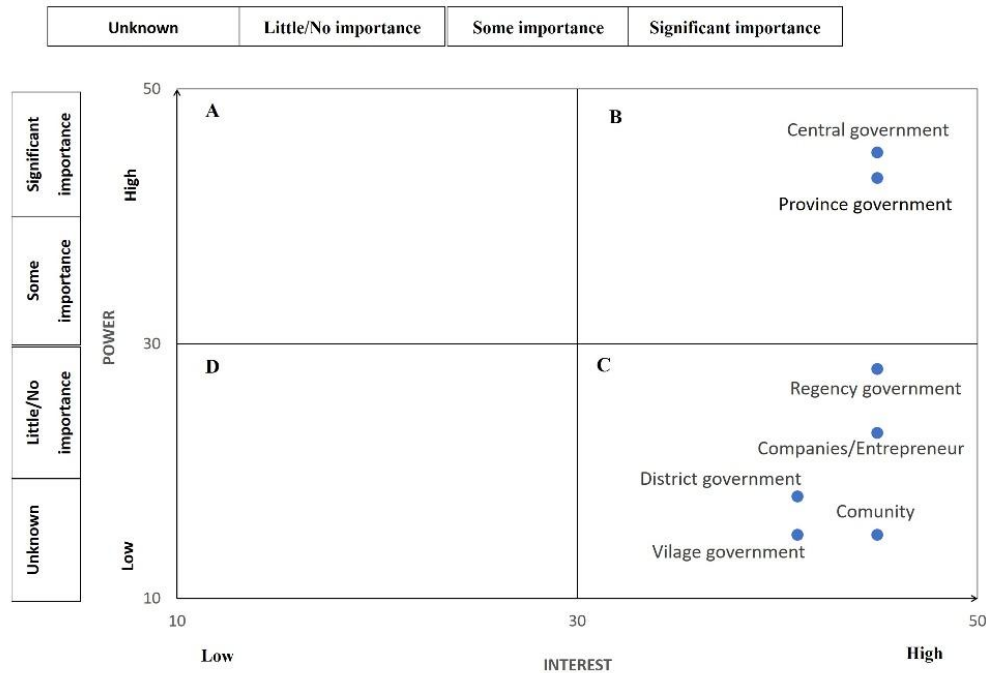 Unknown
Little/No importance
Some importance
Significant importance
50
A
B
Central government
Province government
Significant
importance
High
Some
importance
POWER
30
D
C
Regency government
Companies/Entrepreneur
District government
Comunity
Vilage government
Little/No
importance
Unknown
Low
10
10
30
50
Low
INTEREST
High